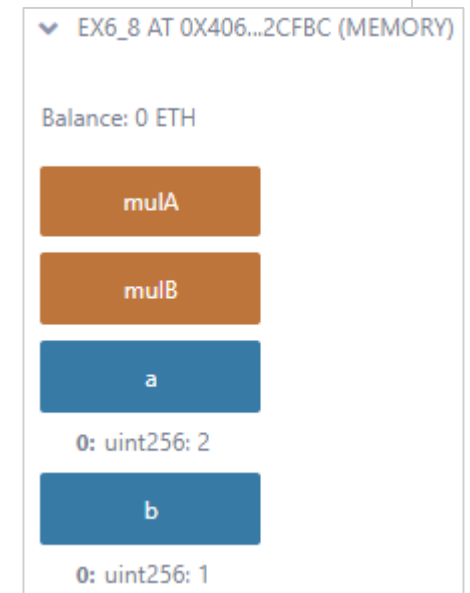 EX6_8 AT 0X406...2CFBC (MEMORY)
Balance: 0 ETH
mulA
mulB
a
0: uint256: 2
b
0: uint256: 1